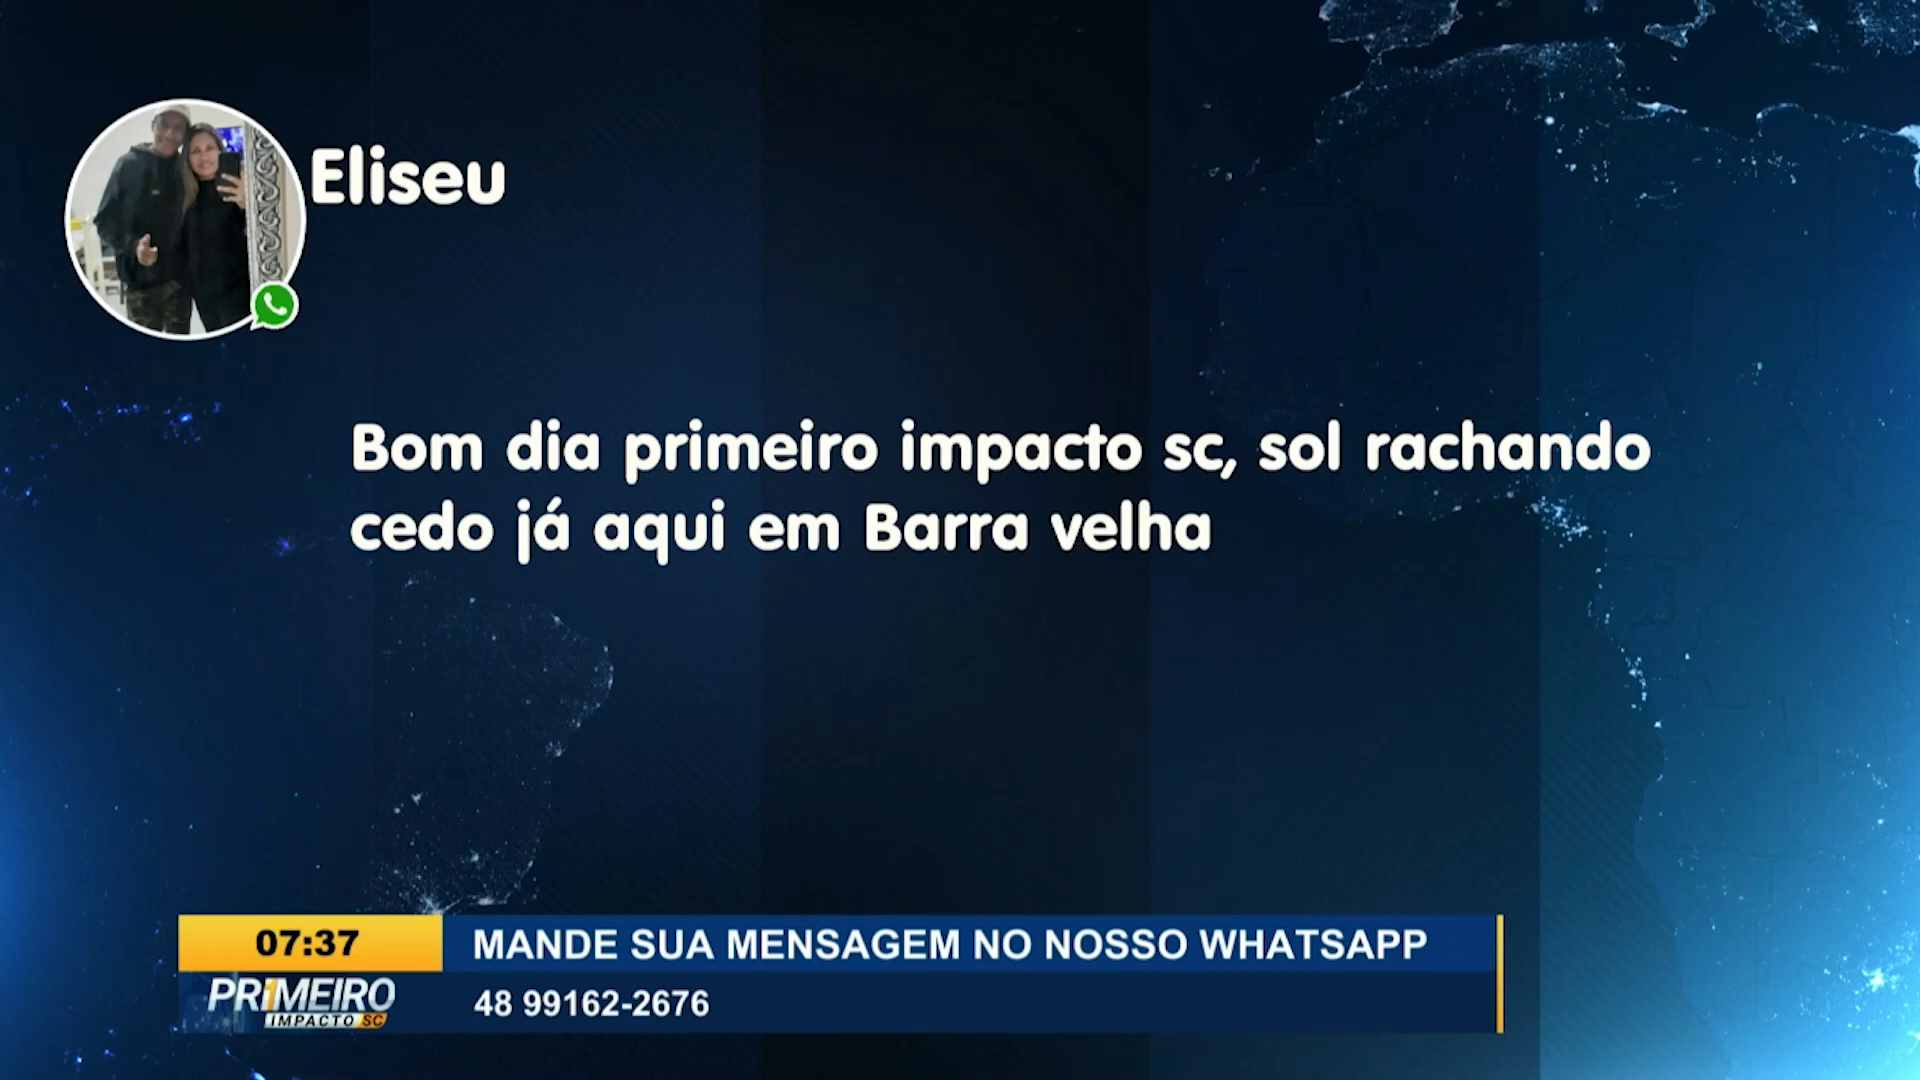 Eliseu
Bom dia primeiro impacto sc, sol rachando
cedo já aqui em Barra velha
07:37
MANDE SUA MENSAGEM NO NOSSO WHATSAPP
PR1MEIRO
IMPACTO SC
48 99162-2676